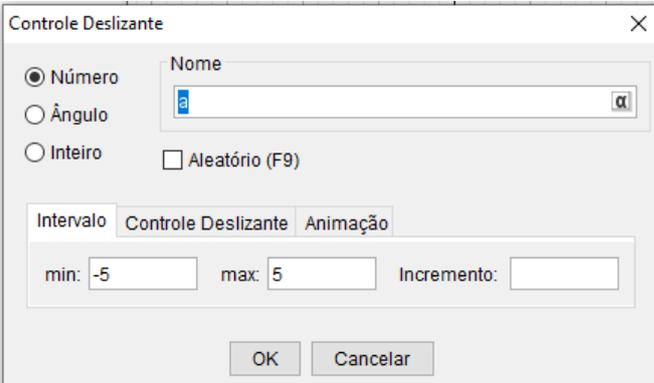 Controle Deslizante
Número
Nome
Ângulo
a
α
Inteiro
Aleatório (F9)
Intervalo Controle Deslizante Animação
min: -5 max: 5 Incremento:
OK Cancelar